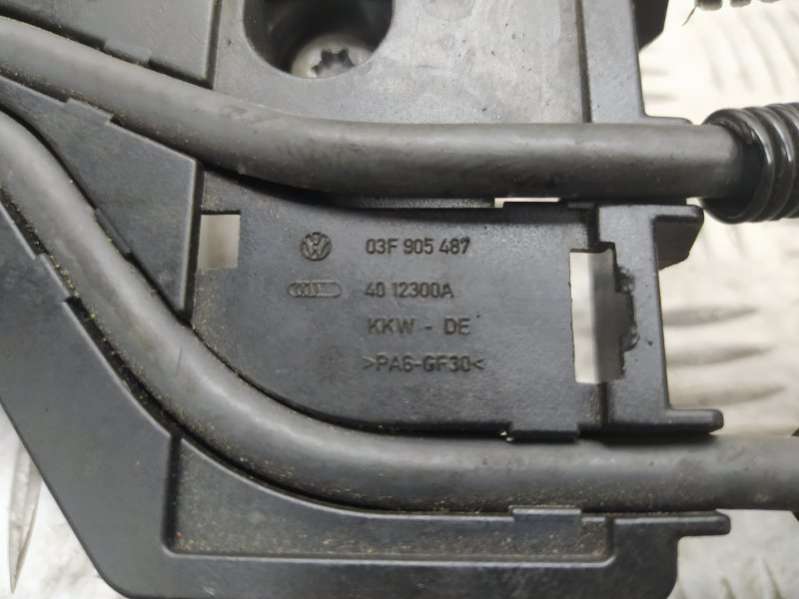 03F 905 487
40 12300A
KKW - DE
>PA6-GF30<